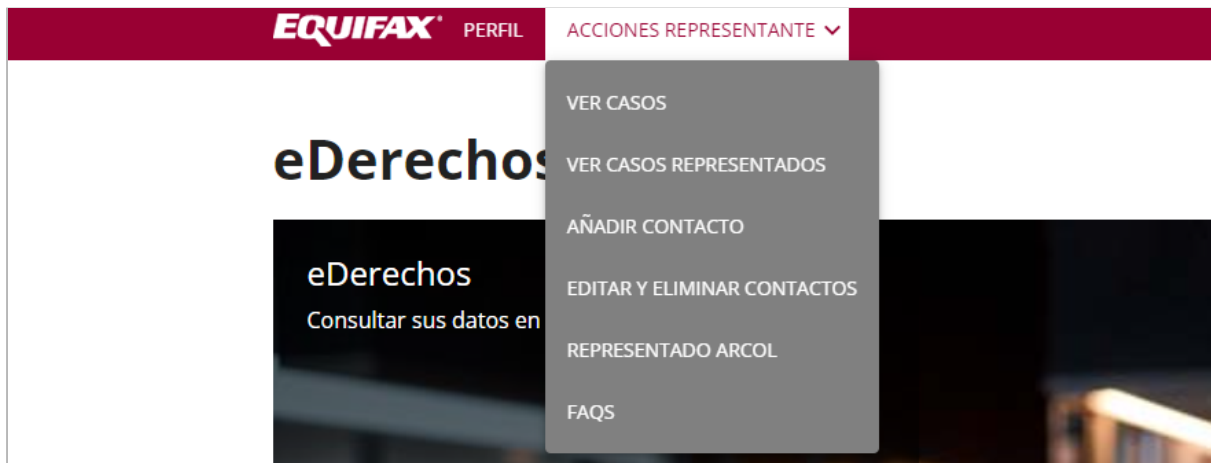 EQUIFAX® PERFIL ACCIONES REPRESENTANTE
VER CASOS
eDerechos
VER CASOS REPRESENTADOS
AÑADIR CONTACTO
eDerechos
EDITAR Y ELIMINAR CONTACTOS
Consultar sus datos en
REPRESENTADO ARCOL
FAQS